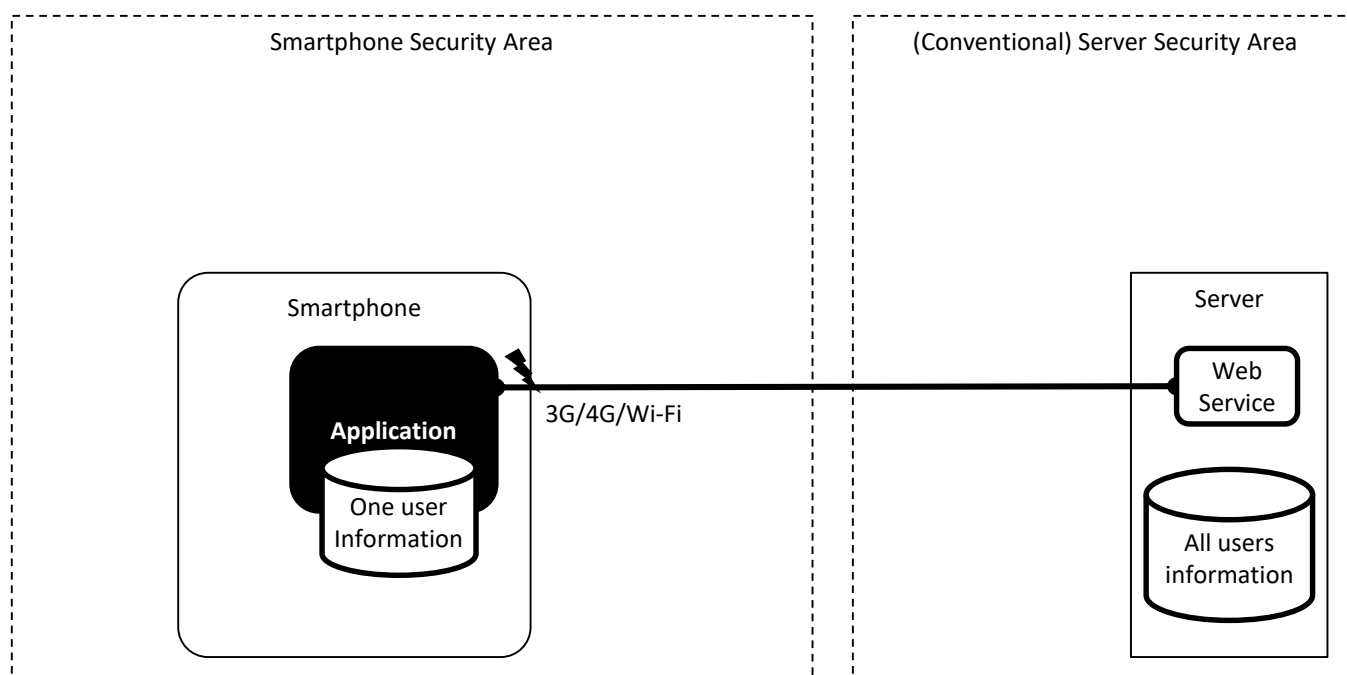 Smartphone Security Area
(Conventional) Server Security Area
Smartphone
Application
One user
Information
3G/4G/Wi-Fi
Server
Web
Service
All users
information